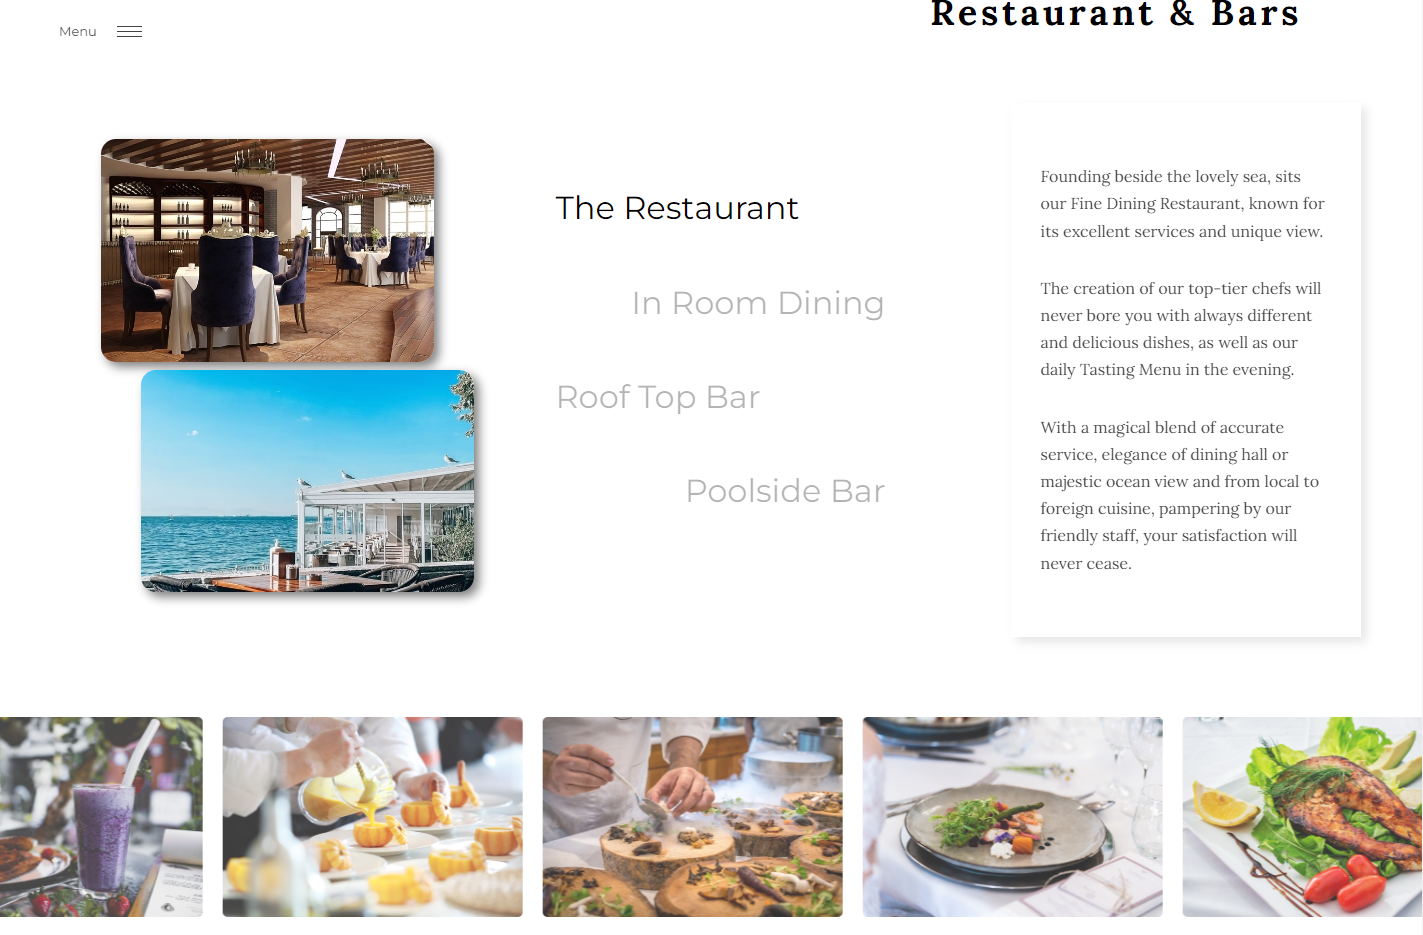 Restaurant & Bars
Menu
The Restaurant
In Room Dining
Roof Top Bar
Poolside Bar
Founding beside the lovely sea, sits
our Fine Dining Restaurant, known for
its excellent services and unique view.
The creation of our top-tier chefs will
never bore you with always different
and delicious dishes, as well as our
daily Tasting Menu in the evening.
With a magical blend of accurate
service, elegance of dining hall or
majestic ocean view and from local to
foreign cuisine, pampering by our
friendly staff, your satisfaction will
never cease.